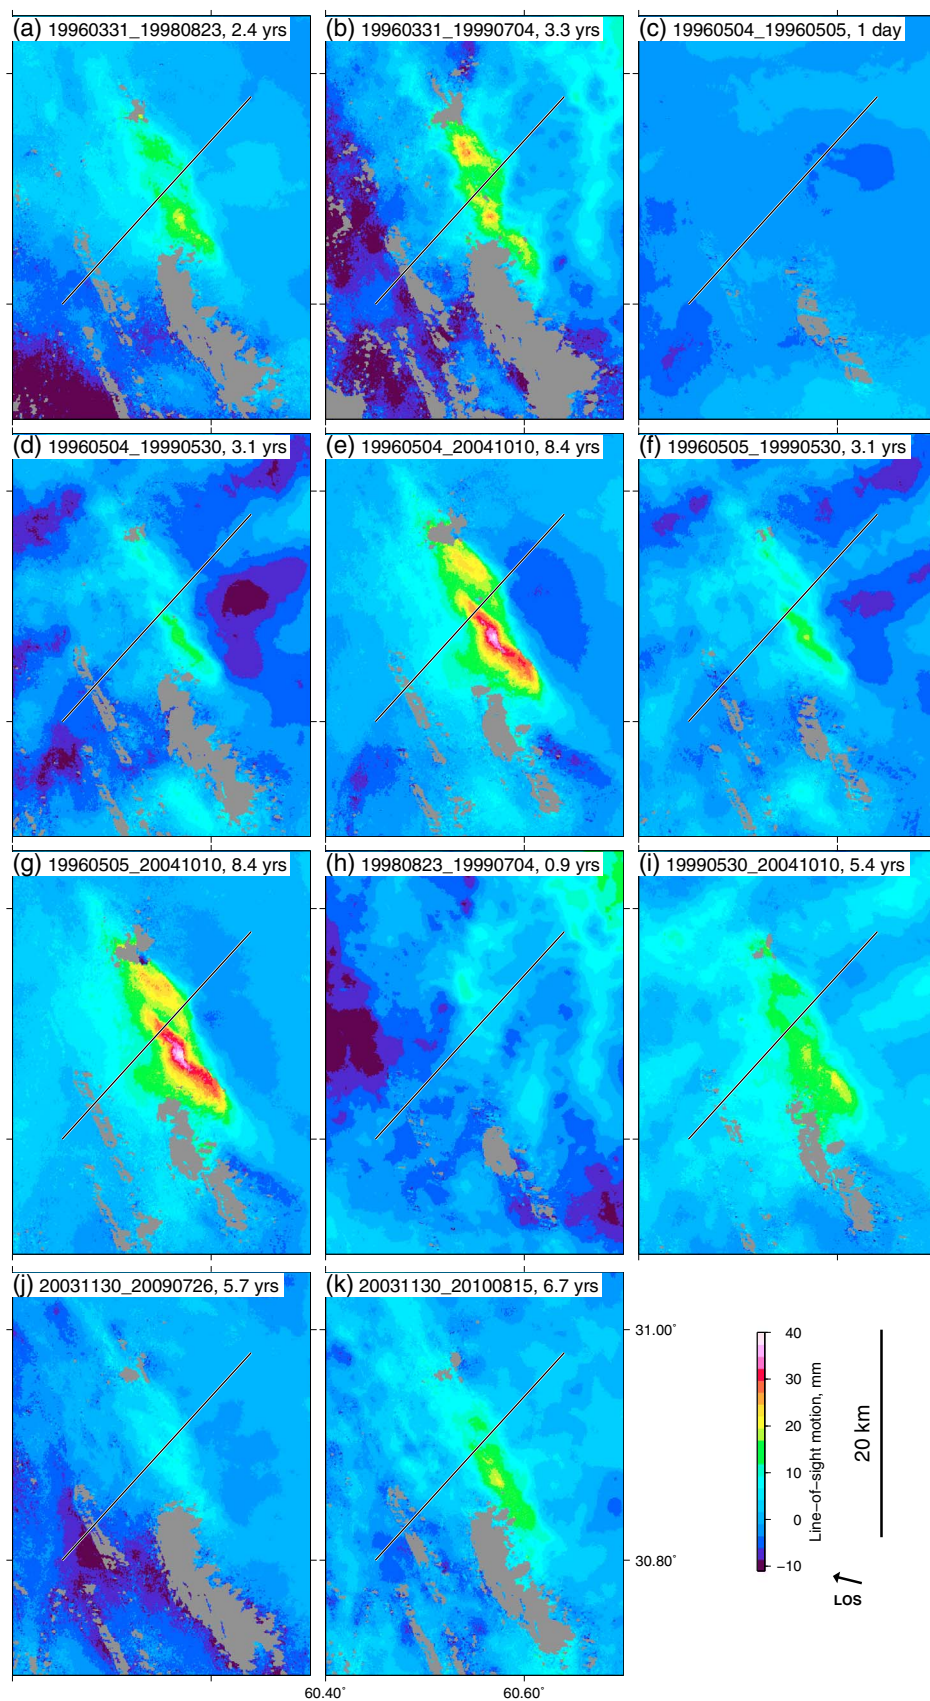 (a) 19960331_19980823, 2.4 yrs
(b) 19960331_19990704, 3.3 yrs
(c) 19960504_19960505, 1 day
(d) 19960504_19990530, 3.1 yrs
(e) 19960504_20041010, 8.4 yrs
(f) 19960505_19990530, 3.1 yrs
(g) 19960505_20041010, 8.4 yrs
(h) 19980823_19990704, 0.9 yrs
(i) 19990530_20041010, 5.4 yrs
(j) 20031130_20090726, 5.7 yrs
(k) 20031130_20100815, 6.7 yrs
31.00°
30.80°
60.40°
60.60°
40
30
20
10
0
−10
Line−of−sight motion, mm
20 km
LOS